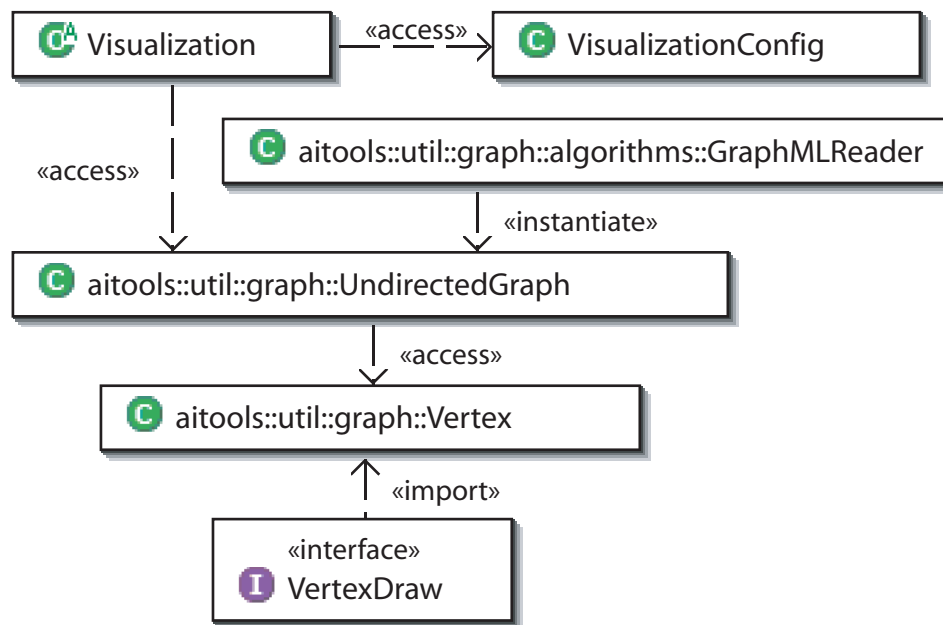 C A Visualization
«access»
C VisualizationConfig
«access»
C aitools::util::graph::algorithms::GraphMLReader
«instantiate»
C aitools::util::graph::UndirectedGraph
«access»
C aitools::util::graph::Vertex
«import»
«interface»
I VertexDraw